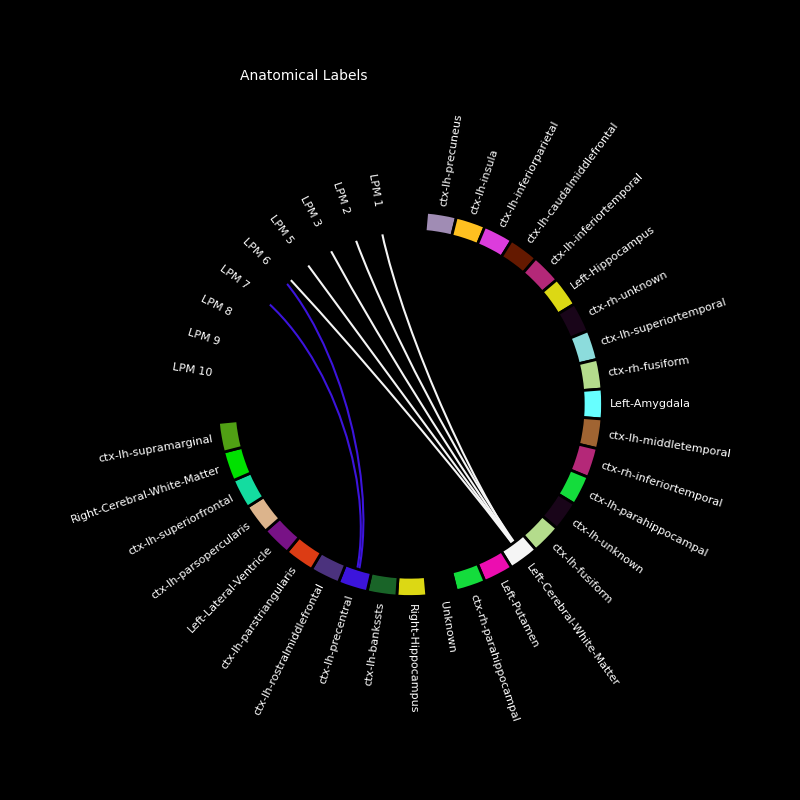 Anatomical Labels
ctx-lh-precuneus
ctx-lh-insula
ctx-lh-inferiorparietal
ctx-lh-caudalmiddlefrontal
ctx-lh-inferiortemporal
Left-Hippocampus
ctx-rh-unknown
ctx-lh-superiortemporal
ctx-rh-fusiform
Left-Amygdala
ctx-lh-middletemporal
ctx-rh-inferiortemporal
ctx-lh-parahippocampal
ctx-lh-unknown
ctx-lh-fusiform
Left-Cerebral-White-Matter
Left-Putamen
ctx-rh-parahippocampal
Unknown
Right-Hippocampus
ctx-lh-bankssts
ctx-lh-precentral
ctx-lh-rostralmiddlefrontal
ctx-lh-parstriangularis
Left-Lateral-Ventricle
ctx-lh-parsopercularis
ctx-lh-superiorfrontal
Right-Cerebral-White-Matter
ctx-lh-supramarginal
LPM 10
LPM 9
LPM 8
LPM 7
LPM 6
LPM 5
LPM 3
LPM 2
LPM 1